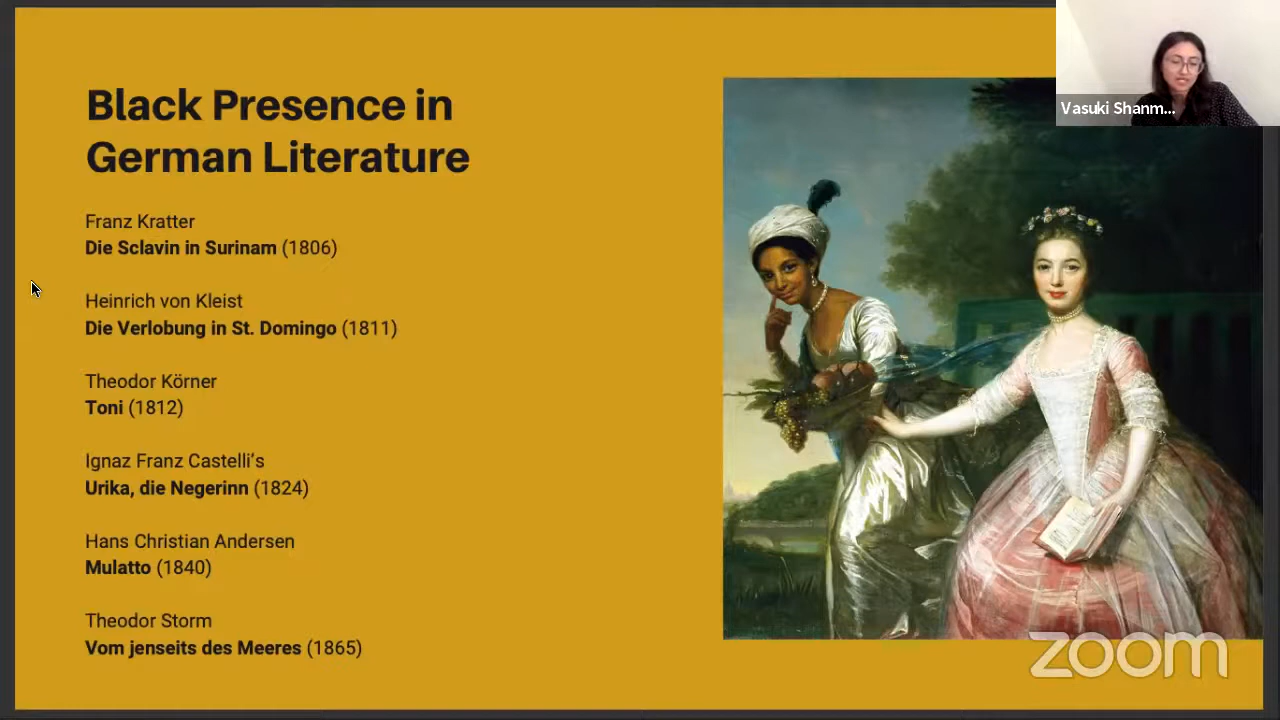 Black Presence in
German Literature
Franz Kratter
Die Sclavin in Surinam (1806)
Heinrich von Kleist
Die Verlobung in St. Domingo (1811)
Theodor Körner
Toni (1812)
Ignaz Franz Castelli's
Urika, die Negerinn (1824)
Hans Christian Andersen
Mulatto (1840)
Theodor Storm
Vom jenseits des Meeres (1865)
Vasuki Shanm...
zoom